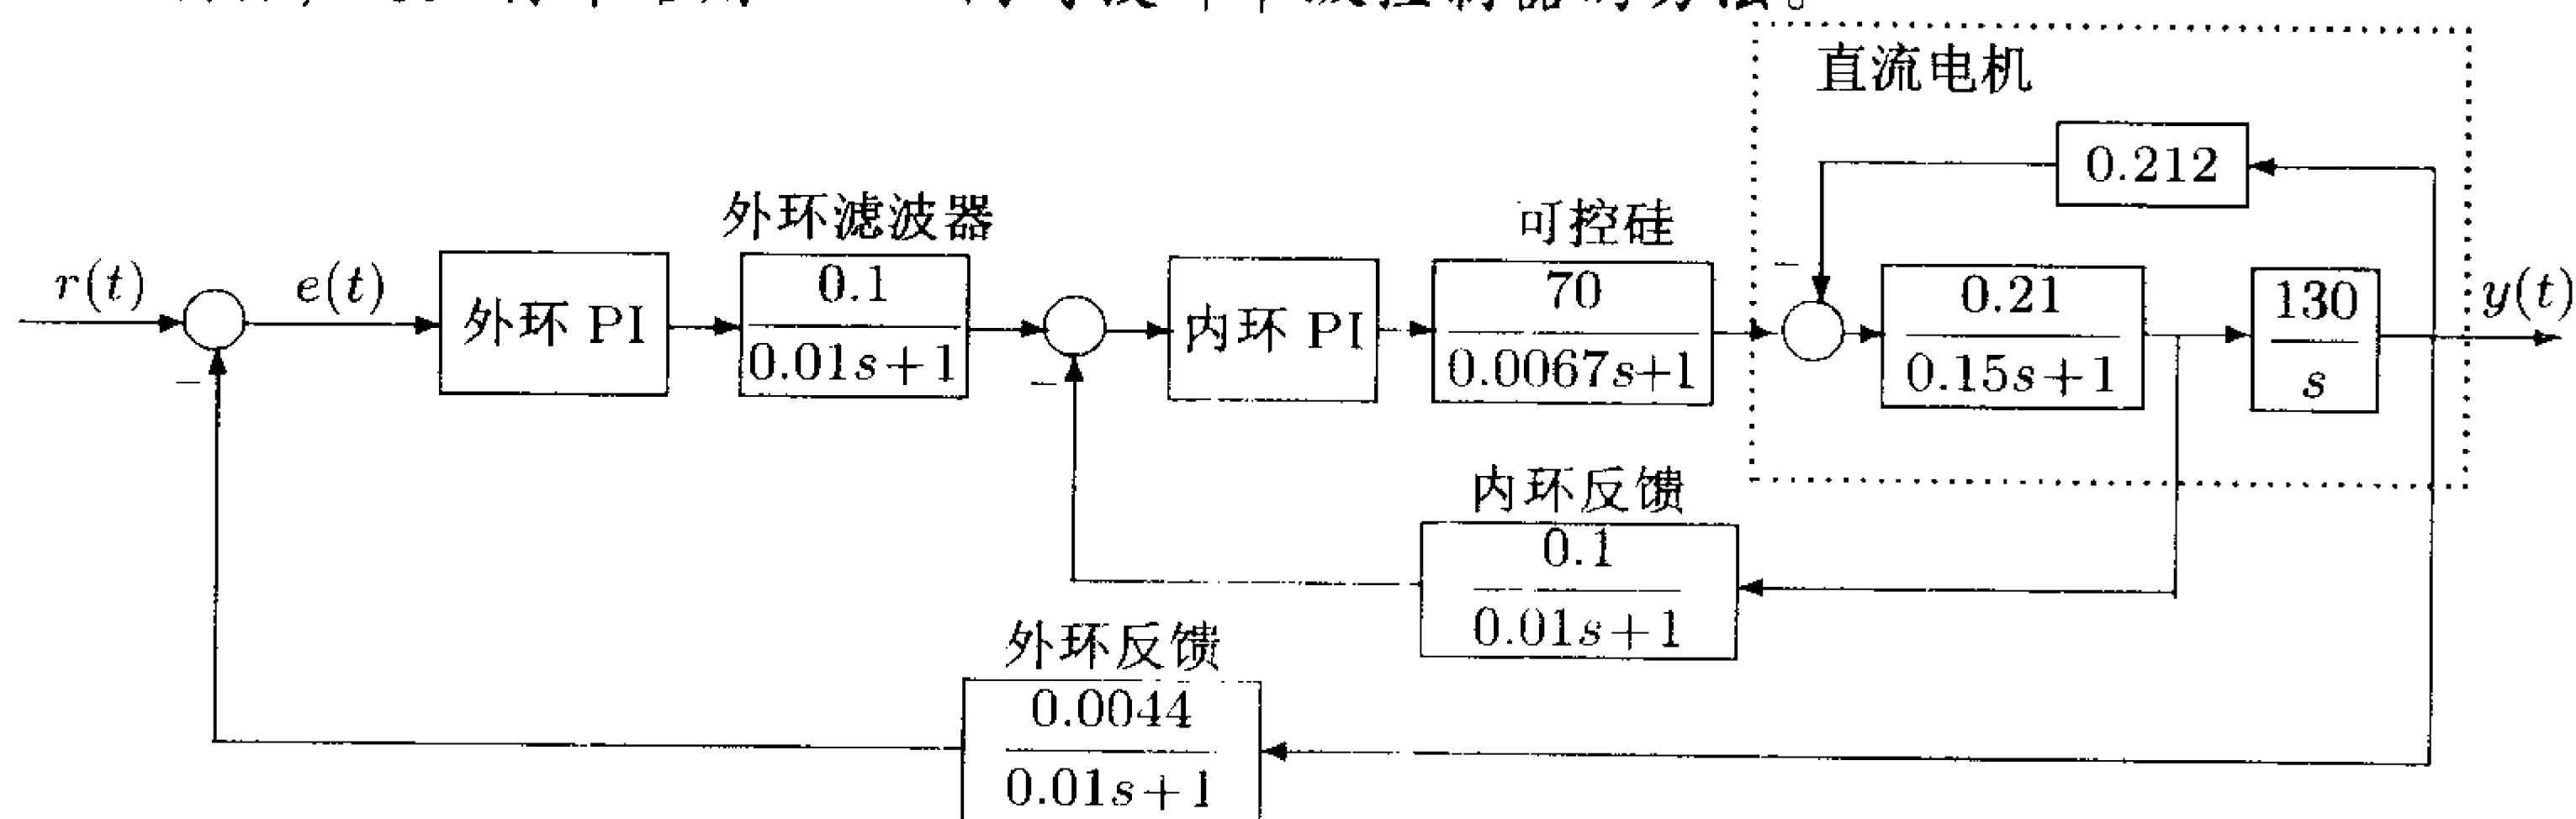 直流电机
0.212
外环滤波器
可控硅
r(t)
e(t)
外环 PI
0.1
0.01s+1
内环 PI
70
0.0067s+1
0.21
0.15s+1
130
s
y(t)
−
−
−
内环反馈
0.1
0.01s+1
外环反馈
0.0044
0.01s+1